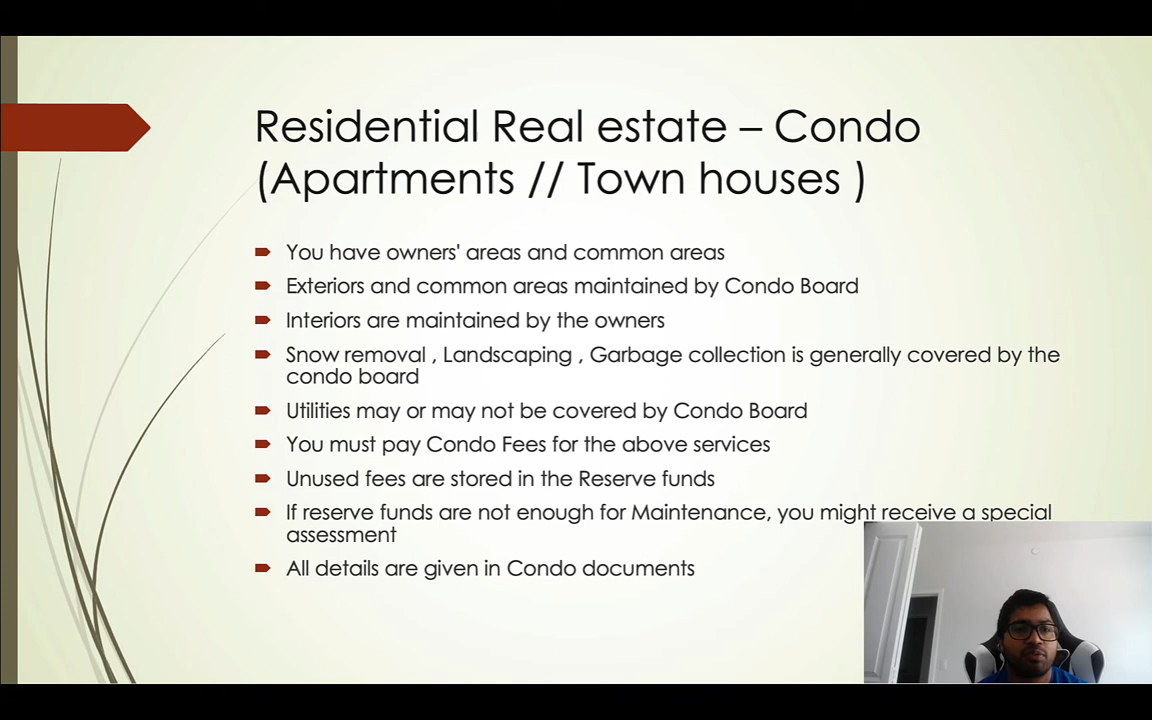 Residential Real estate – Condo
(Apartments // Town houses )
You have owners' areas and common areas
Exteriors and common areas maintained by Condo Board
Interiors are maintained by the owners
Snow removal , Landscaping , Garbage collection is generally covered by the
condo board
Utilities may or may not be covered by Condo Board
You must pay Condo Fees for the above services
Unused fees are stored in the Reserve funds
If reserve funds are not enough for Maintenance, you might receive a special
assessment
All details are given in Condo documents